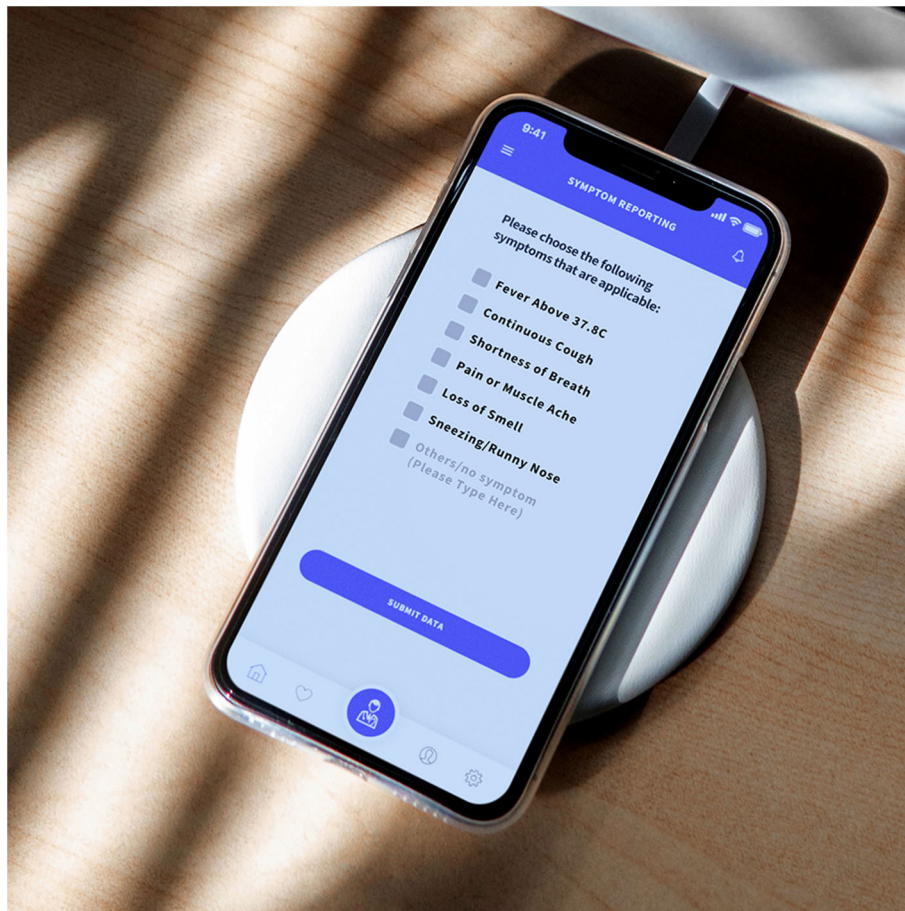 9:41
SYMPTOM REPORTING
Please choose the following
symptoms that are applicable:
Fever Above 37.8C
Continuous Cough
Shortness of Breath
Pain or Muscle Ache
Loss of Smell
Sneezing/Runny Nose
Others/no symptom
(Please Type Here)
SUBMIT DATA